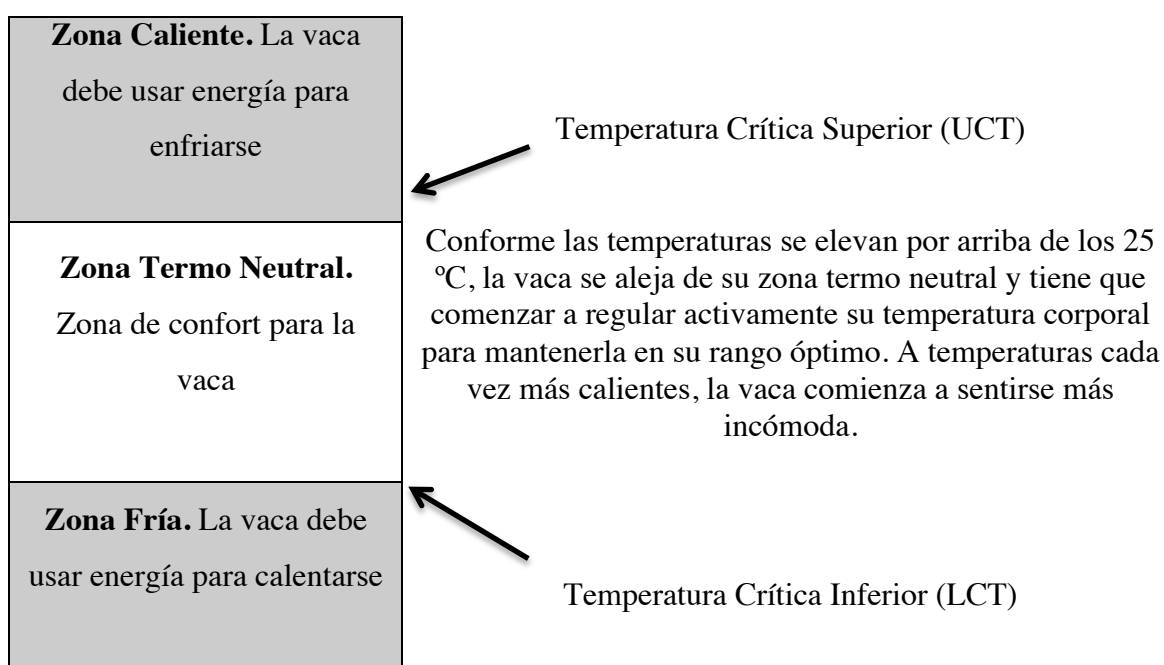 Zona Caliente. La vaca
debe usar energía para
enfriarse
Temperatura Crítica Superior (UCT)
Zona Termo Neutral.
Zona de confort para la
vaca
Conforme las temperaturas se elevan por arriba de los 25
ºC, la vaca se aleja de su zona termo neutral y tiene que
comenzar a regular activamente su temperatura corporal
para mantenerla en su rango óptimo. A temperaturas cada
vez más calientes, la vaca comienza a sentirse más
incómoda.
Zona Fría. La vaca debe
usar energía para calentarse
Temperatura Crítica Inferior (LCT)